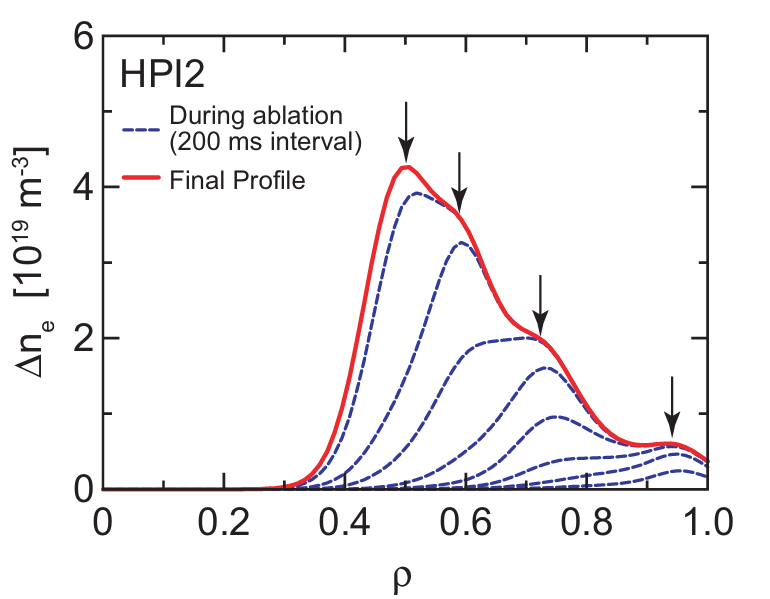 6
HPI2
During ablation
(200 ms interval)
Final Profile
4
Δnₑ [10¹⁹ m⁻³]
2
0
0 0.2 0.4 0.6 0.8 1.0
ρ